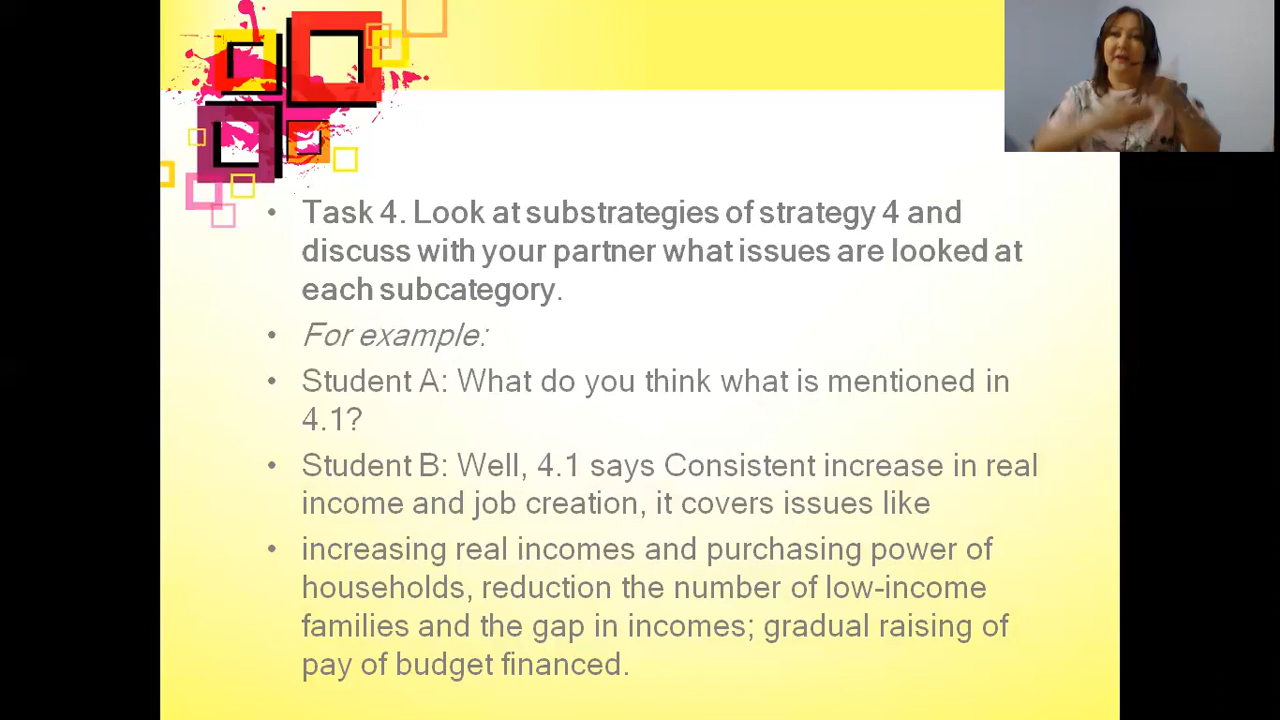 • Task 4. Look at substrategies of strategy 4 and
discuss with your partner what issues are looked at
each subcategory.
• For example:
• Student A: What do you think what is mentioned in
4.1?
• Student B: Well, 4.1 says Consistent increase in real
income and job creation, it covers issues like
• increasing real incomes and purchasing power of
households, reduction the number of low-income
families and the gap in incomes; gradual raising of
pay of budget financed.